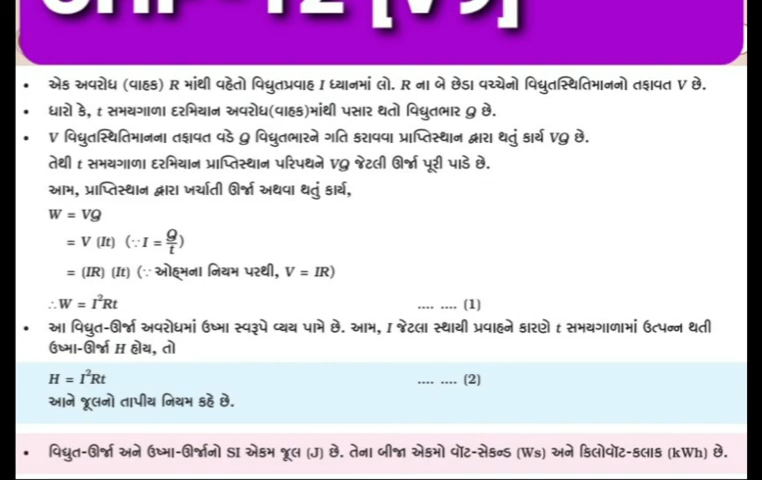 • એક અવરોધ (વાહક) R માંથી વહેતો વિદ્યુતપ્રવાહ I ધ્યાનમાં લો. R ના બે છેડા વચ્ચેનો વિદ્યુતસ્થિતિમાનનો તફાવત V છે.
• ધારો કે, t સમયગાળા દરમિયાન અવરોધ(વાહક)માંથી પસાર થતો વિદ્યુતભાર Q છે.
• V વિદ્યુતસ્થિતિમાનના તફાવત વડે Q વિદ્યુતભારને ગતિ કરાવવા પ્રાપ્તિસ્થાન દ્વારા થતું કાર્ય VQ છે.
તેથી t સમયગાળા દરમિયાન પ્રાપ્તિસ્થાન પરિપથને VQ જેટલી ઊર્જા પૂરી પાડે છે.
આમ, પ્રાપ્તિસ્થાન દ્વારા ખર્ચાતી ઊર્જા અથવા થતું કાર્ય,
W = VQ
= V (It) (∵ I = Q/t)
= (IR) (It) (∵ ઓહ્મના નિયમ પરથી, V = IR)
∴ W = I²Rt .... .... (1)
• આ વિદ્યુત-ઊર્જા અવરોધમાં ઉષ્મા સ્વરૂપે વ્યય પામે છે. આમ, I જેટલા સ્થાયી પ્રવાહને કારણે t સમયગાળામાં ઉત્પન્ન થતી
ઉષ્મા-ઊર્જા H હોય, તો
H = I²Rt .... .... (2)
આને જૂલનો તાપીય નિયમ કહે છે.
• વિદ્યુત-ઊર્જા અને ઉષ્મા-ઊર્જાનો SI એકમ જૂલ (J) છે. તેના બીજા એકમો વૉટ-સેકન્ડ (Ws) અને કિલોવૉટ-કલાક (kWh) છે.